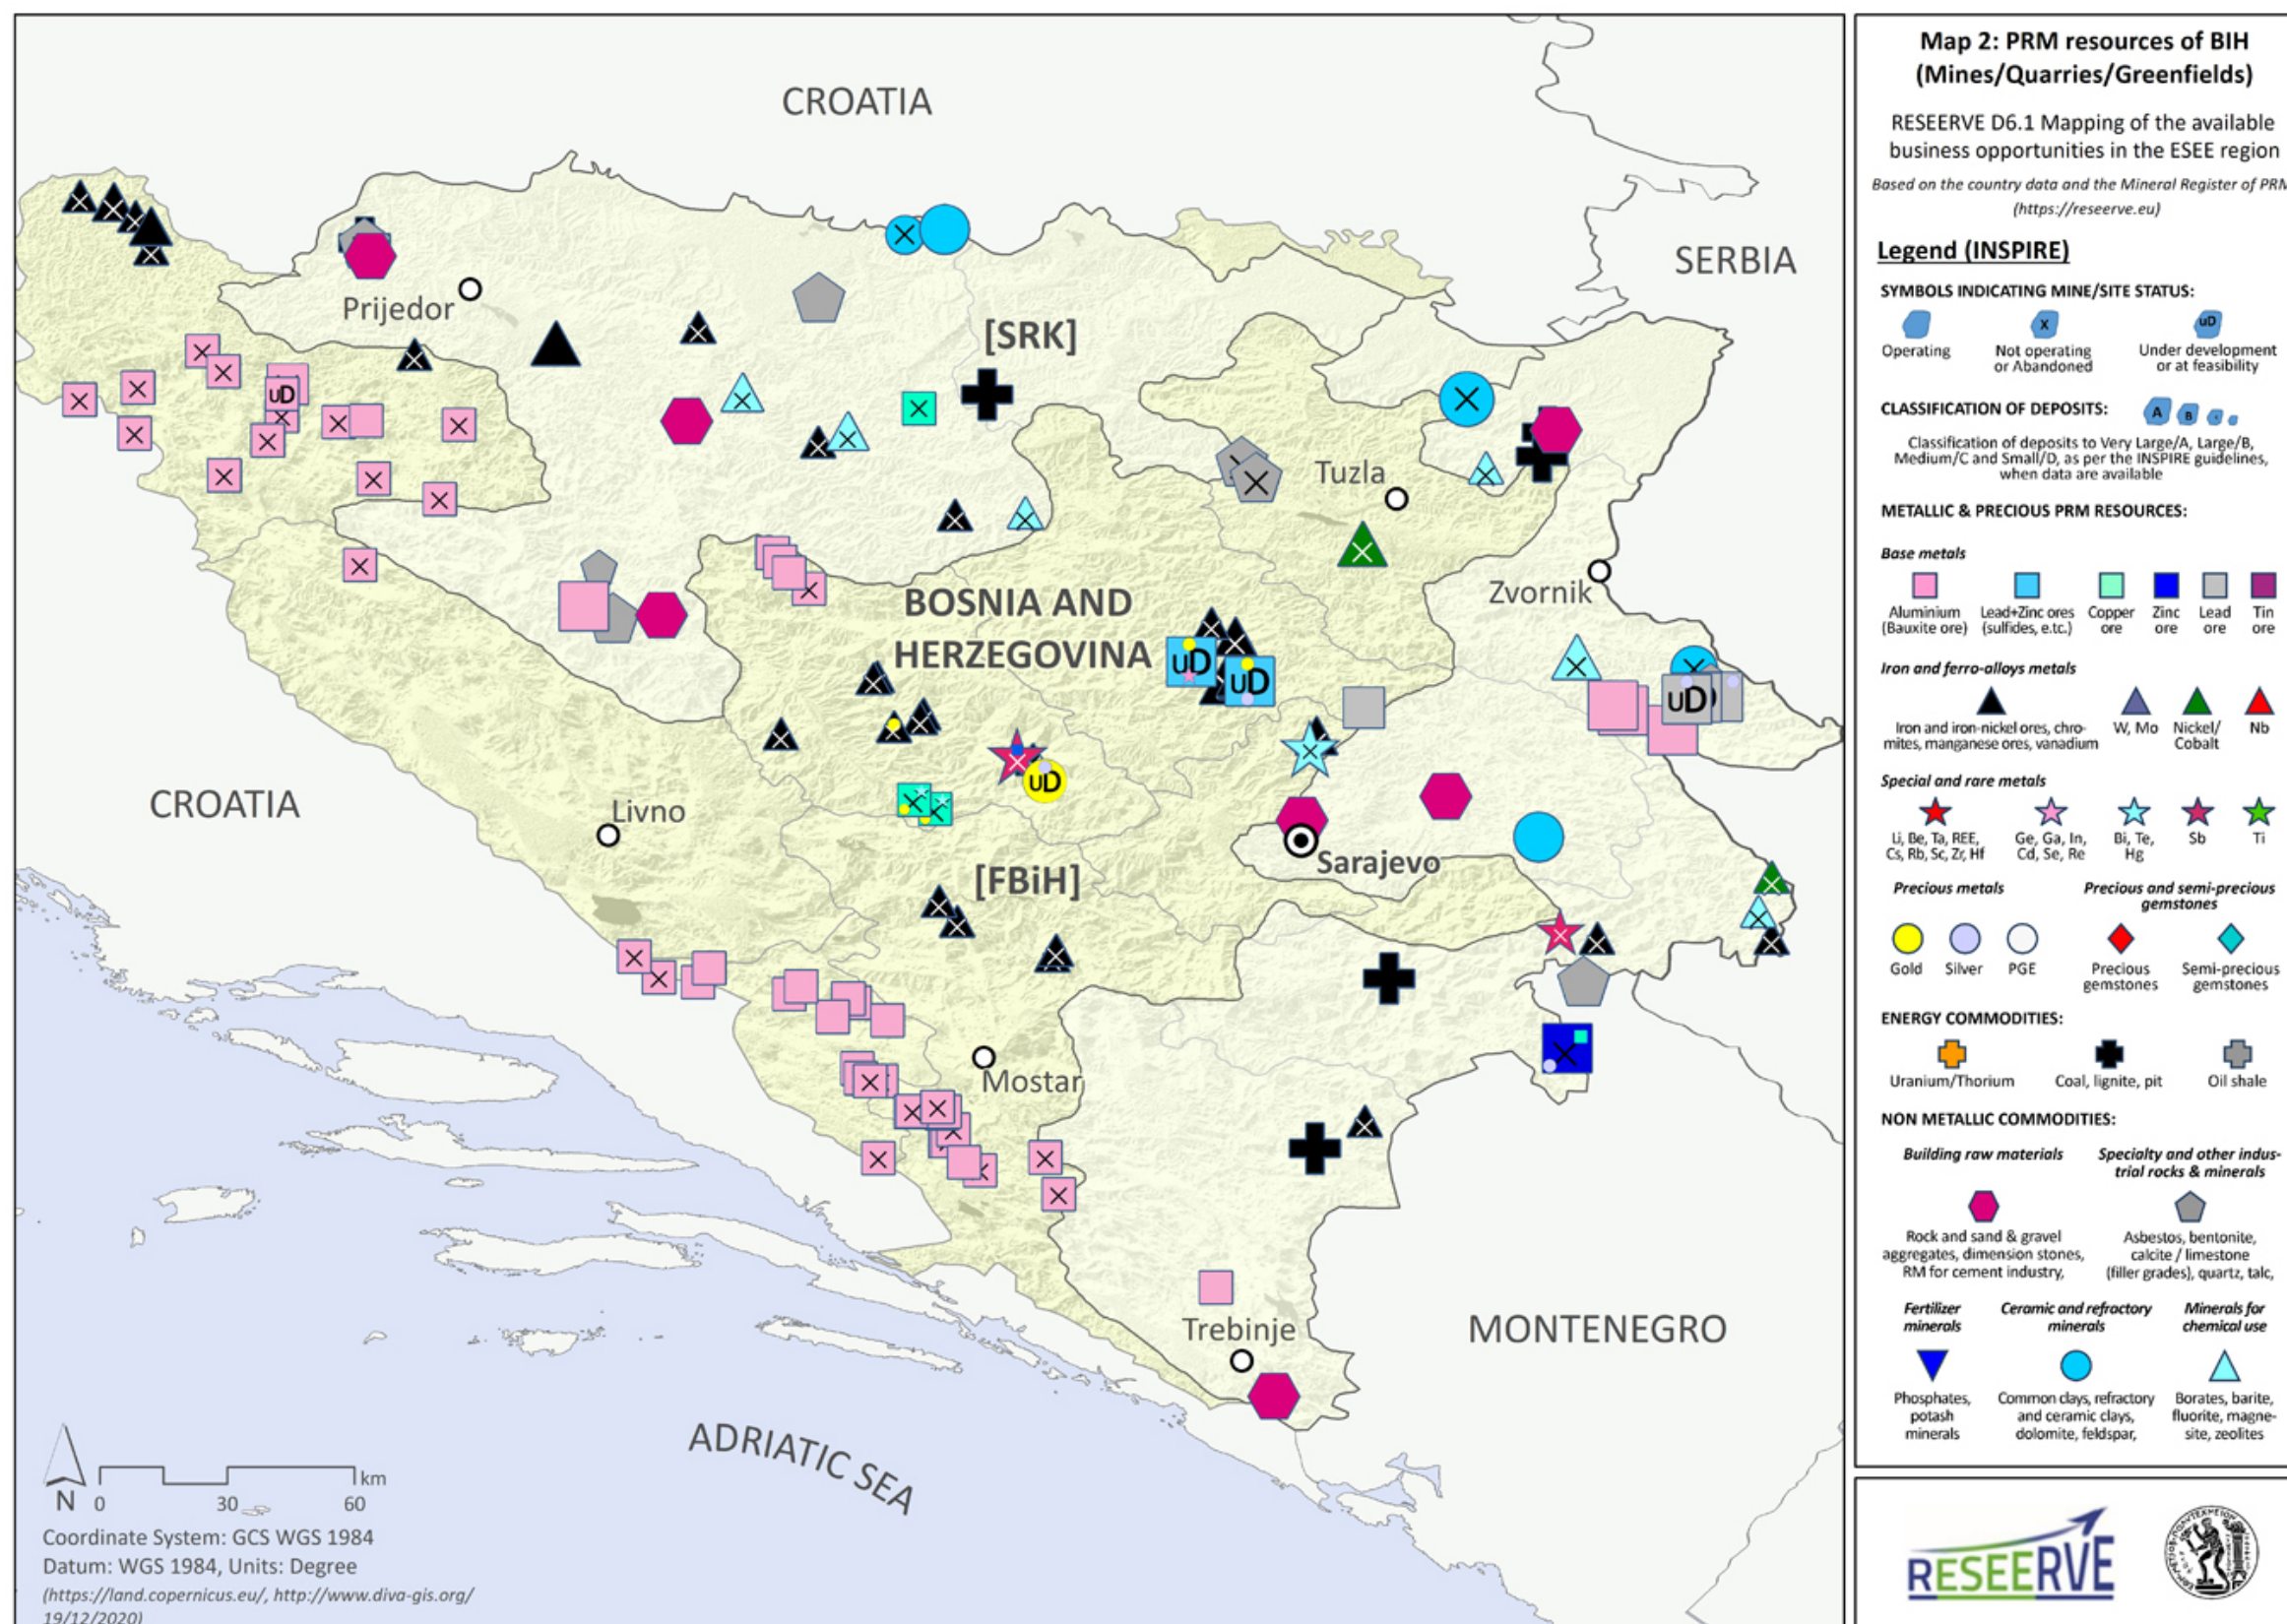 CROATIA
SERBIA
Prijedor
[SRK]
uD
Tuzla
Zvornik
BOSNIA AND
HERZEGOVINA
uD
uD
uD
uD
CROATIA
Livno
Sarajevo
[FBiH]
Mostar
Trebinje
MONTENEGRO
ADRIATIC SEA
N 0 30 60
km
Coordinate System: GCS WGS 1984
Datum: WGS 1984, Units: Degree
(https://land.copernicus.eu/, http://www.diva-gis.org/
19/12/2020)
Map 2: PRM resources of BIH
(Mines/Quarries/Greenfields)
RESEERVE D6.1 Mapping of the available
business opportunities in the ESEE region
Based on the country data and the Mineral Register of PRM
(https://reseerve.eu)
Legend (INSPIRE)
SYMBOLS INDICATING MINE/SITE STATUS:
X uD
Operating Not operating Under development
or Abandoned or at feasibility
CLASSIFICATION OF DEPOSITS: A B
Classification of deposits to Very Large/A, Large/B,
Medium/C and Small/D, as per the INSPIRE guidelines,
when data are available
METALLIC & PRECIOUS PRM RESOURCES:
Base metals
Aluminium Lead+Zinc ores Copper Zinc Lead Tin
(Bauxite ore) (sulfides, e.tc.) ore ore ore ore
Iron and ferro-alloys metals
Iron and iron-nickel ores, chro- W, Mo Nickel/ Nb
mites, manganese ores, vanadium Cobalt
Special and rare metals
Li, Be, Ta, REE, Ge, Ga, In, Bi, Te, Sb Ti
Cs, Rb, Sc, Zr, Hf Cd, Se, Re Hg
Precious metals Precious and semi-precious
gemstones
Gold Silver PGE Precious Semi-precious
gemstones gemstones
ENERGY COMMODITIES:
Uranium/Thorium Coal, lignite, pit Oil shale
NON METALLIC COMMODITIES:
Building raw materials Specialty and other indus-
trial rocks & minerals
Rock and sand & gravel Asbestos, bentonite,
aggregates, dimension stones, calcite / limestone
RM for cement industry, (filler grades), quartz, talc,
Fertilizer Ceramic and refractory Minerals for
minerals minerals chemical use
Phosphates, Common clays, refractory Borates, barite,
potash and ceramic clays, fluorite, magne-
minerals dolomite, feldspar, site, zeolites
RESEERVE